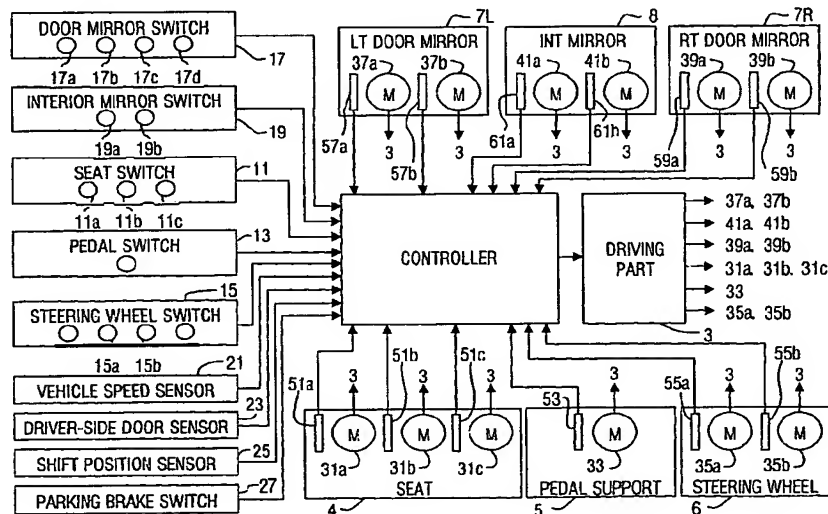 DOOR MIRROR SWITCH
17a 17b 17c 17d
17
INTERIOR MIRROR SWITCH
19a 19b
19
SEAT SWITCH
11a 11b 11c
11
PEDAL SWITCH
13
15
STEERING WHEEL SWITCH
15a 15b
21
VEHICLE SPEED SENSOR
23
DRIVER-SIDE DOOR SENSOR
25
SHIFT POSITION SENSOR
27
PARKING BRAKE SWITCH
7L
LT DOOR MIRROR
37a 37b
M M
57a 57b
3 3
8
INT MIRROR
41a 41b
M M
61a 61b
3 3
7R
RT DOOR MIRROR
39a 39b
M M
59a 59b
3 3
CONTROLLER
DRIVING
PART
3
37a, 37b
41a. 41b
39a. 39b
31a. 31b. 31c
33
35a. 35b
51a 51b 51c
3 3 3
M M M
31a 31b 31c
SEAT
4
53
3
M
33
PEDAL SUPPORT
5
55a 55b
3 3
M M
35a 35b
STEERING WHEEL
6